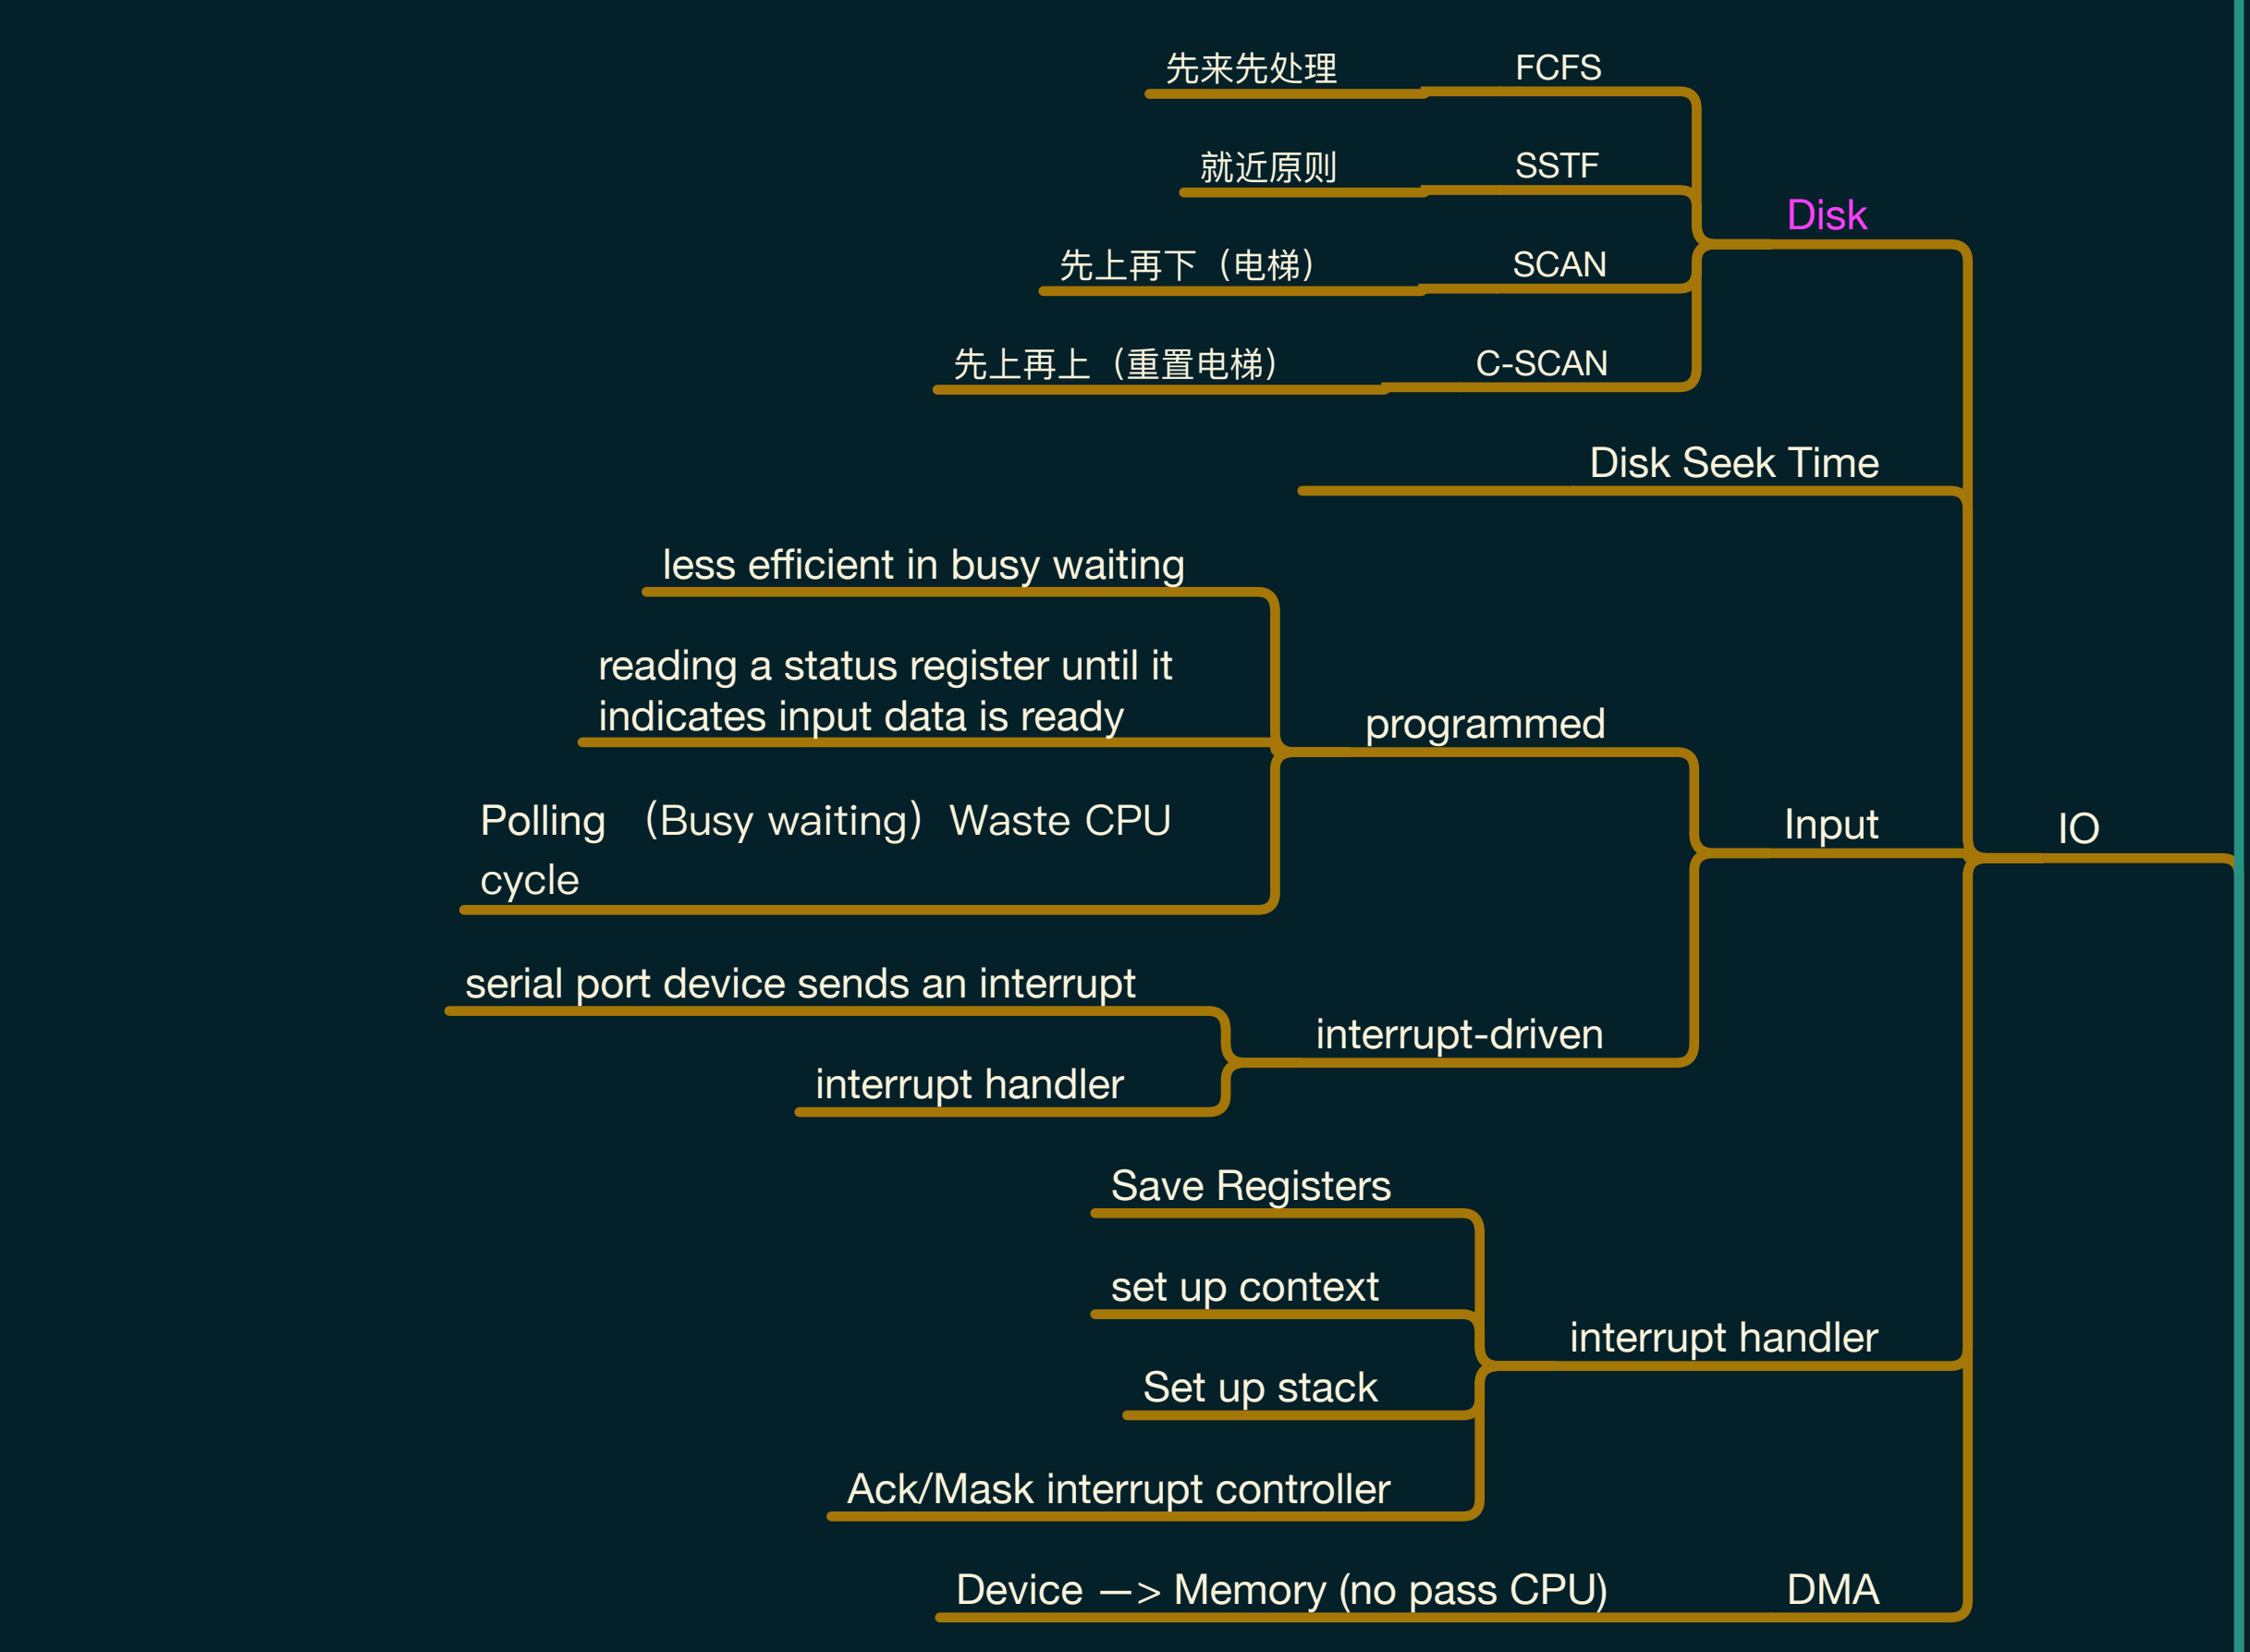 先来先处理
FCFS
就近原则
SSTF
Disk
先上再下（电梯）
SCAN
先上再上（重置电梯）
C-SCAN
Disk Seek Time
less efficient in busy waiting
reading a status register until it
indicates input data is ready
programmed
Polling （Busy waiting）Waste CPU
cycle
Input
IO
serial port device sends an interrupt
interrupt-driven
interrupt handler
Save Registers
set up context
interrupt handler
Set up stack
Ack/Mask interrupt controller
Device —> Memory (no pass CPU)
DMA